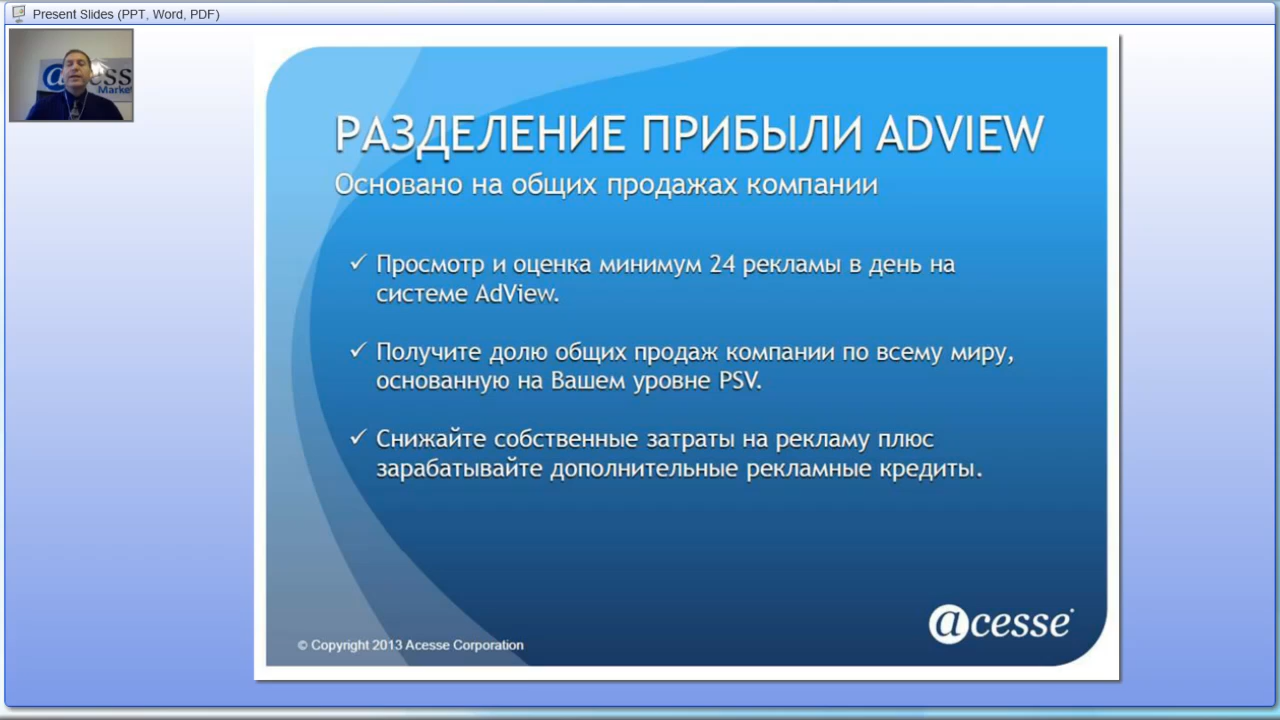 Present Slides (PPT, Word, PDF)
@cesse
Market
РАЗДЕЛЕНИЕ ПРИБЫЛИ ADVIEW
Основано на общих продажах компании
✓ Просмотр и оценка минимум 24 рекламы в день на
системе AdView.
✓ Получите долю общих продаж компании по всему миру,
основанную на Вашем уровне PSV.
✓ Снижайте собственные затраты на рекламу плюс
зарабатывайте дополнительные рекламные кредиты.
@cesse
© Copyright 2013 Acesse Corporation